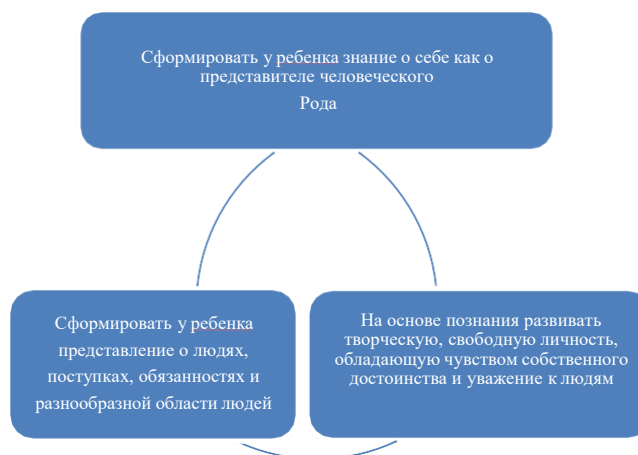 Сформировать у ребенка знание о себе как о
представителе человеческого
Рода
Сформировать у ребенка
представление о людях,
поступках, обязанностях и
разнообразной области людей
На основе познания развивать
творческую, свободную личность,
обладающую чувством собственного
достоинства и уважение к людям